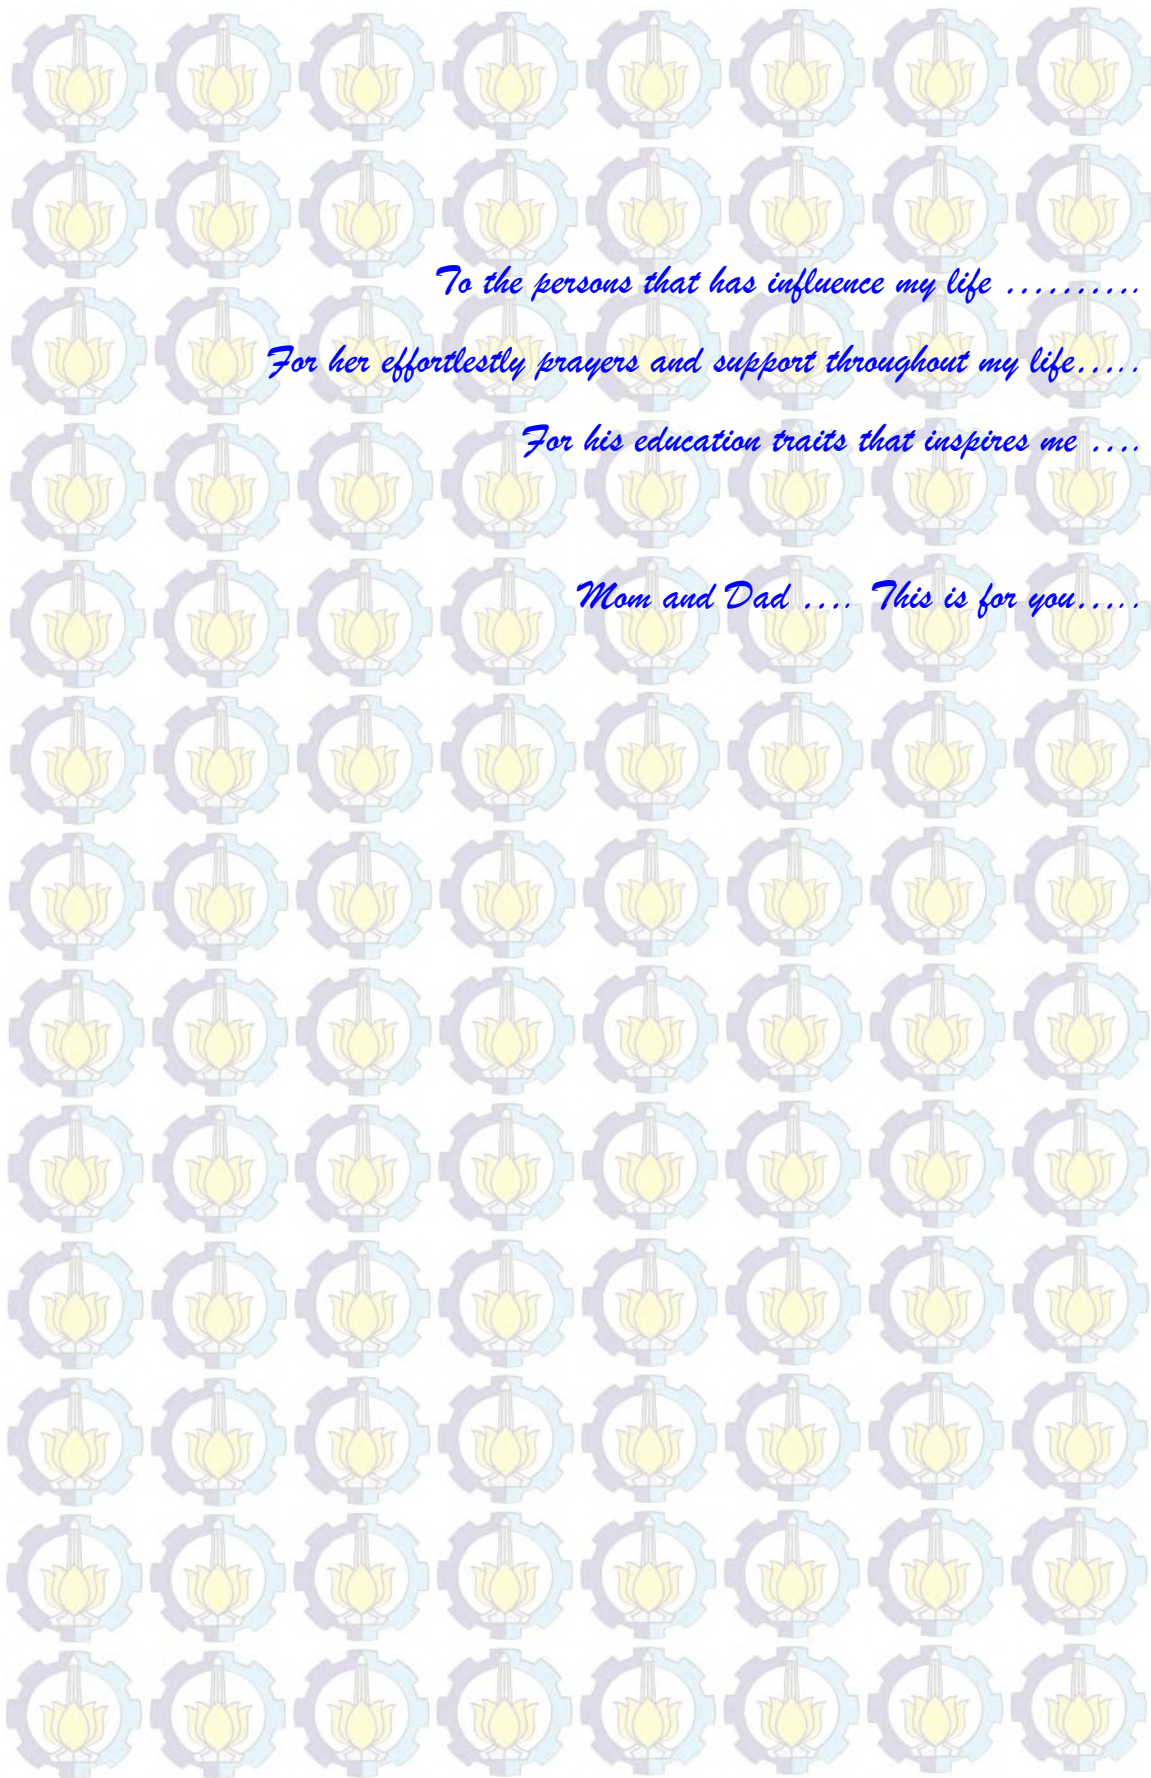 To the persons that has influence my life ..........
For her effortlestly prayers and support throughout my life.....
For his education traits that inspires me ....
Mom and Dad .... This is for you.....